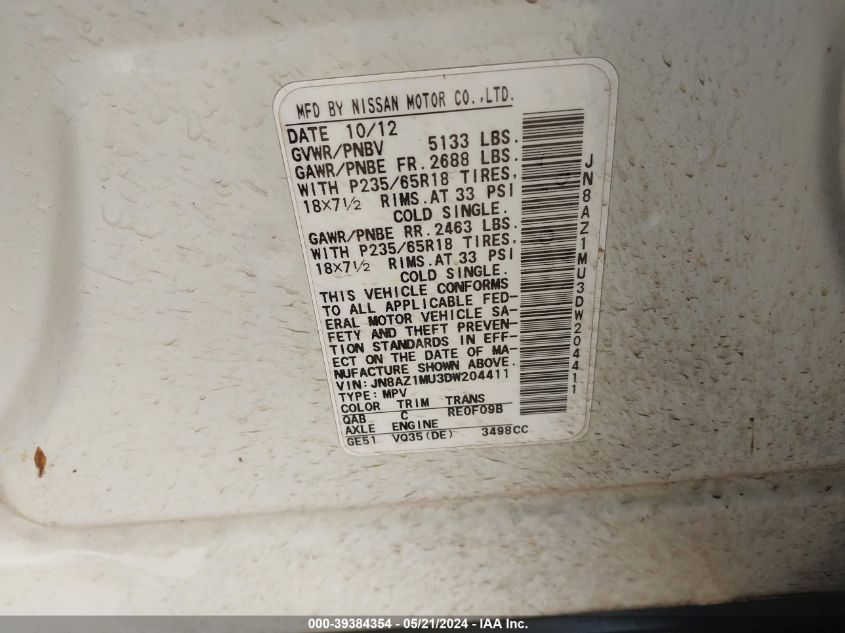 MFD BY NISSAN MOTOR CO.,LTD.
DATE 10/12
GVWR/PNBV 5133 LBS.
GAWR/PNBE FR. 2688 LBS.
WITH P235/65R18 TIRES,
18X7½ RIMS. AT 33 PSI
COLD SINGLE.
GAWR/PNBE RR. 2463 LBS.
WITH P235/65R18 TIRES,
18X7½ RIMS. AT 33 PSI
COLD SINGLE.
THIS VEHICLE CONFORMS
TO ALL APPLICABLE FED-
ERAL MOTOR VEHICLE SA-
FETY AND THEFT PREVEN-
TION STANDARDS IN EFF-
ECT ON THE DATE OF MA-
NUFACTURE SHOWN ABOVE.
VIN: JN8AZ1MU3DW204411
TYPE: MPV
COLOR TRIM TRANS
QAB C RE0F09B
AXLE ENGINE
GE51 VQ35(DE) 3498CC
JN8AZ1MU3DW204411
000-39384354 - 05/21/2024 - IAA Inc.